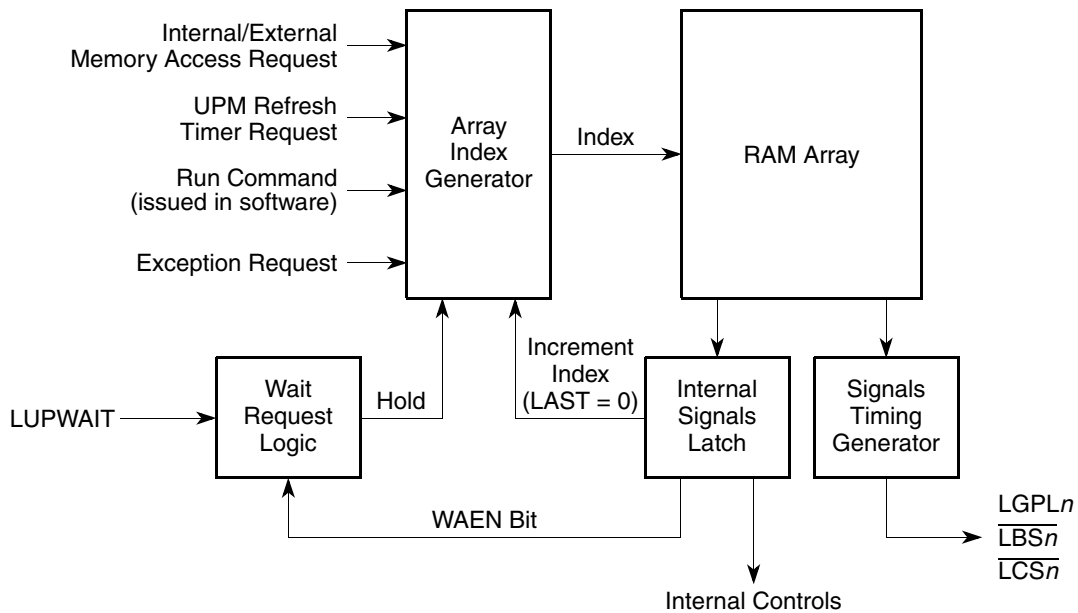 Internal/External
Memory Access Request
UPM Refresh
Timer Request
Run Command
(issued in software)
Exception Request
Array
Index
Generator
Index
RAM Array
LUPWAIT
Wait
Request
Logic
Hold
Increment
Index
(LAST = 0)
Internal
Signals
Latch
Signals
Timing
Generator
WAEN Bit
LGPLn
LBSn
LCSn
Internal Controls